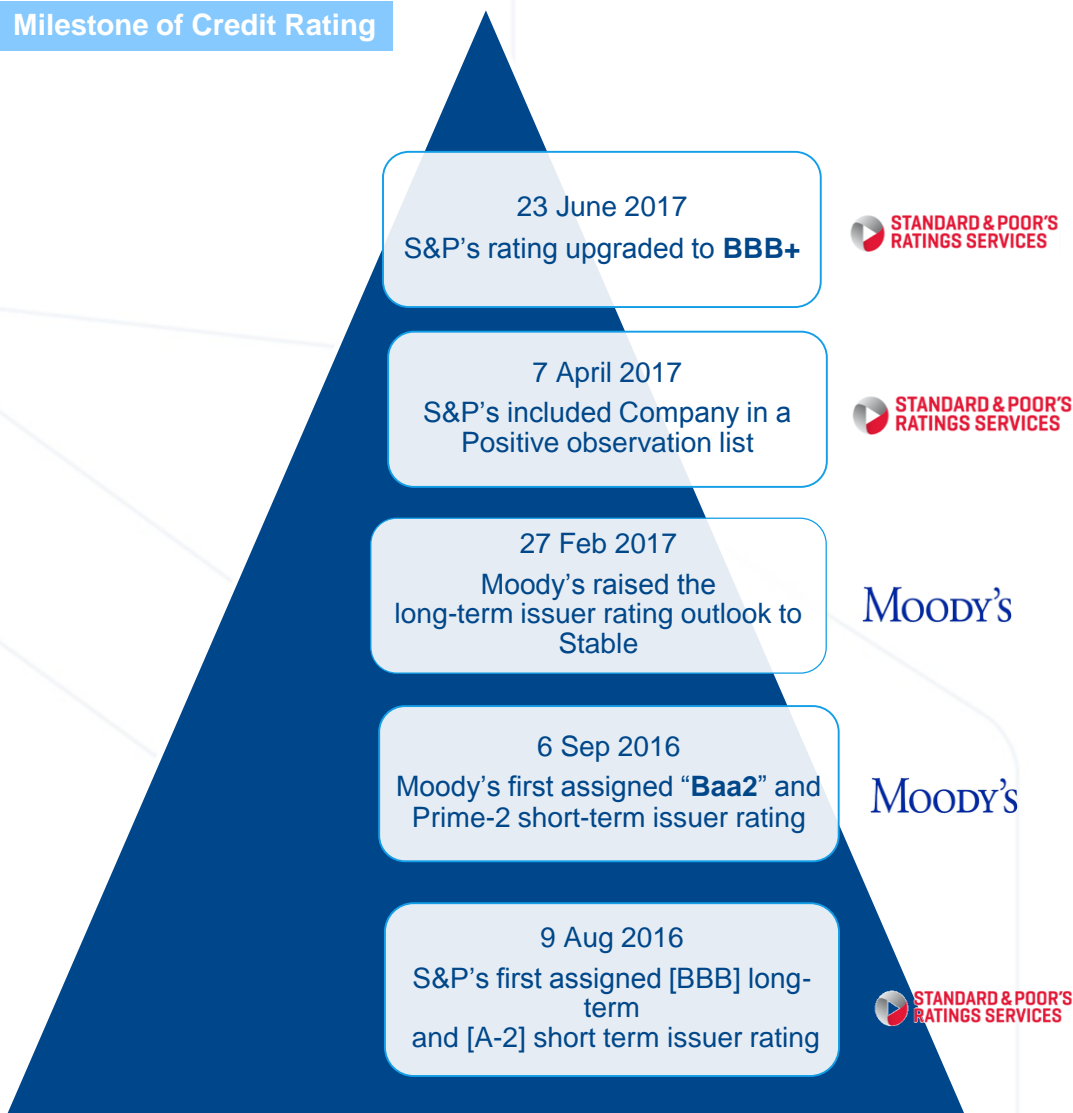 Milestone of Credit Rating
23 June 2017
S&P’s rating upgraded to BBB+
STANDARD & POOR'S
RATINGS SERVICES
7 April 2017
S&P’s included Company in a
Positive observation list
STANDARD & POOR'S
RATINGS SERVICES
27 Feb 2017
Moody’s raised the
long-term issuer rating outlook to
Stable
MOODY’S
6 Sep 2016
Moody’s first assigned “Baa2” and
Prime-2 short-term issuer rating
MOODY’S
9 Aug 2016
S&P’s first assigned [BBB] long-
term
and [A-2] short term issuer rating
STANDARD & POOR'S
RATINGS SERVICES